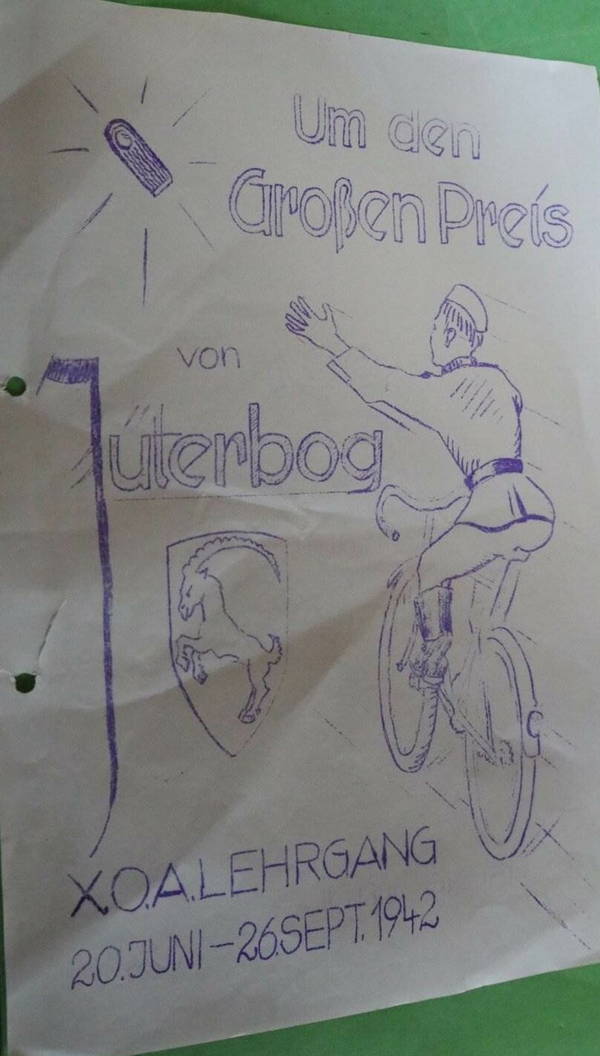 Um den
Großen Preis
von
Jüterbog
X.O.A.LEHRGANG
20.JUNI-26.SEPT.1942